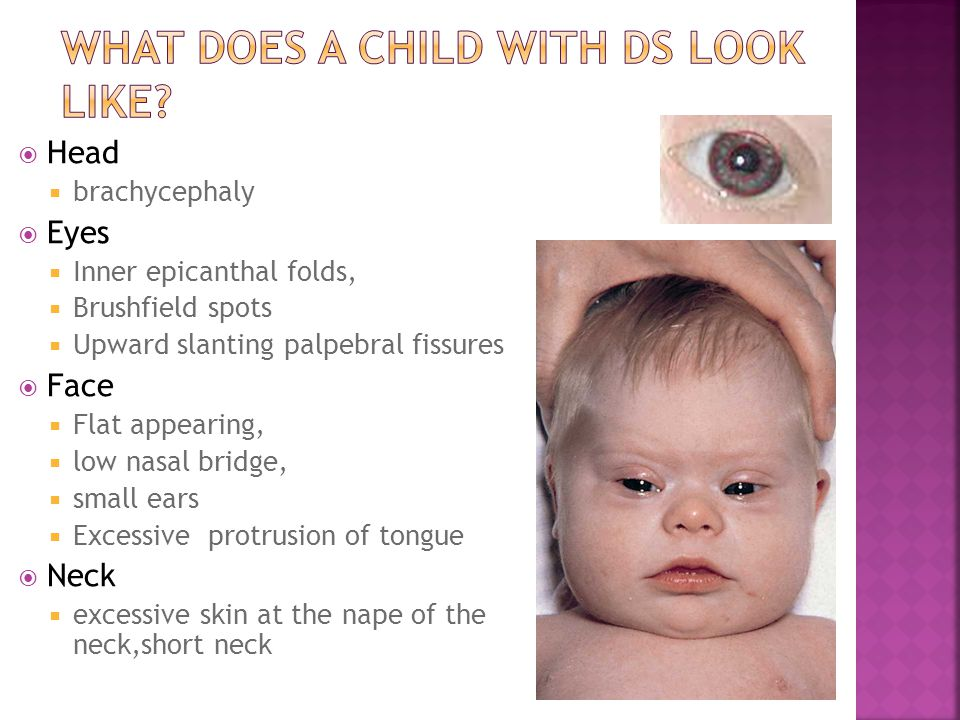 WHAT DOES A CHILD WITH DS LOOK
LIKE?
Head
brachycephaly
Eyes
Inner epicanthal folds,
Brushfield spots
Upward slanting palpebral fissures
Face
Flat appearing,
low nasal bridge,
small ears
Excessive protrusion of tongue
Neck
excessive skin at the nape of the
neck,short neck